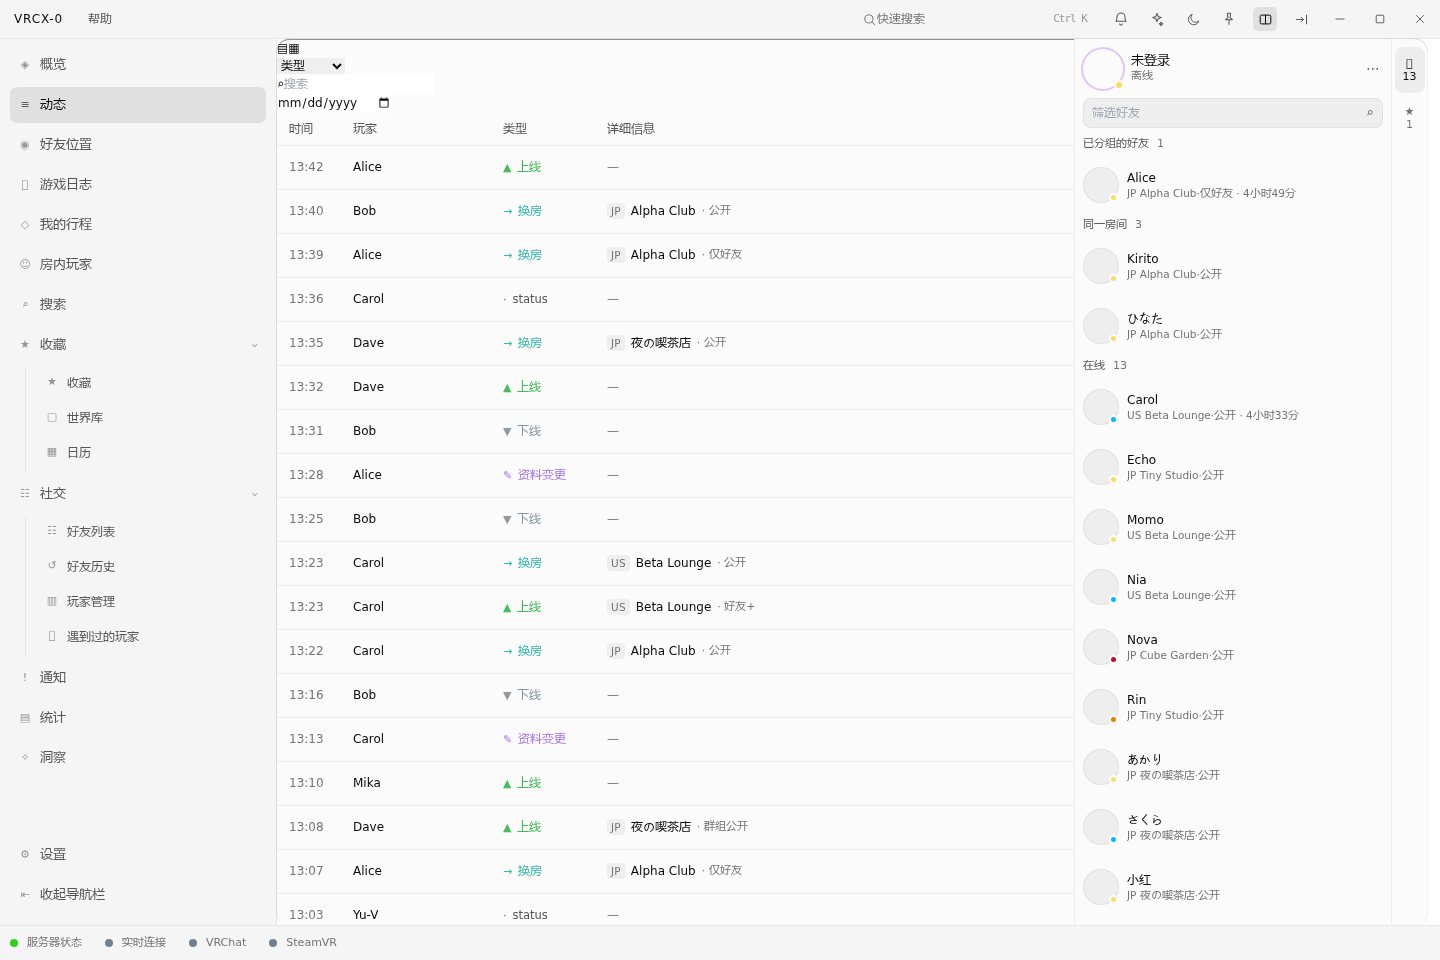 VRCX-0 帮助 快速搜索 Ctrl K
概览
动态
好友位置
游戏日志
我的行程
房内玩家
搜索
收藏
收藏
世界库
日历
社交
好友列表
好友历史
玩家管理
遇到过的玩家
通知
统计
洞察
设置
收起导航栏
类型
搜索
mm/dd/yyyy
时间 玩家 类型 详细信息
13:42 Alice 上线 —
13:40 Bob → 换房 JP Alpha Club · 公开
13:39 Alice → 换房 JP Alpha Club · 仅好友
13:36 Carol · status —
13:35 Dave → 换房 JP 夜の喫茶店 · 公开
13:32 Dave 上线 —
13:31 Bob 下线 —
13:28 Alice 资料变更 —
13:25 Bob 下线 —
13:23 Carol → 换房 US Beta Lounge · 公开
13:23 Carol 上线 US Beta Lounge · 好友+
13:22 Carol → 换房 JP Alpha Club · 公开
13:16 Bob 下线 —
13:13 Carol 资料变更 —
13:10 Mika 上线 —
13:08 Dave 上线 JP 夜の喫茶店 · 群组公开
13:07 Alice → 换房 JP Alpha Club · 仅好友
13:03 Yu-V · status —
未登录
离线
...
筛选好友
已分组的好友 1
Alice
JP Alpha Club·仅好友 · 4小时49分
同一房间 3
Kirito
JP Alpha Club·公开
ひなた
JP Alpha Club·公开
在线 13
Carol
US Beta Lounge·公开 · 4小时33分
Echo
JP Tiny Studio·公开
Momo
US Beta Lounge·公开
Nia
US Beta Lounge·公开
Nova
JP Cube Garden·公开
Rin
JP Tiny Studio·公开
あかり
JP 夜の喫茶店·公开
さくら
JP 夜の喫茶店·公开
小红
JP 夜の喫茶店·公开
13
★
1
服务器状态 实时连接 VRChat SteamVR